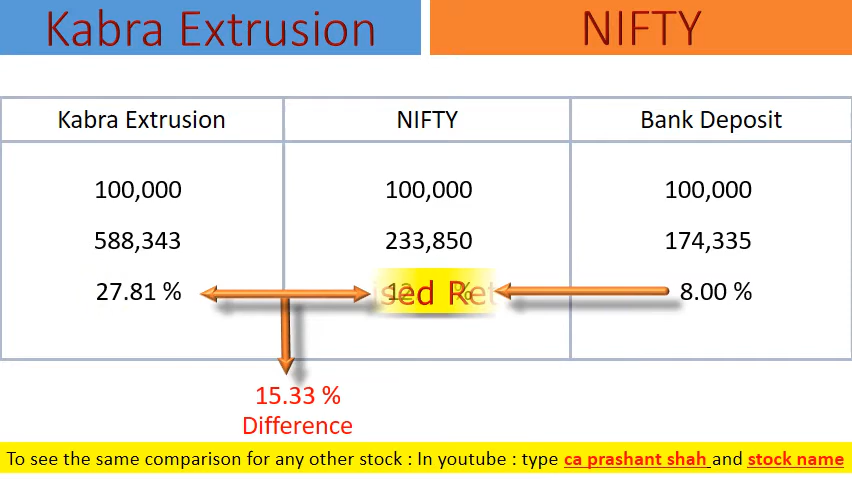 Kabra Extrusion NIFTY
Kabra Extrusion NIFTY Bank Deposit
100,000 100,000 100,000
588,343 233,850 174,335
27.81 % 12 % 8.00 %
15.33 %
Difference
To see the same comparison for any other stock : In youtube : type ca prashant shah and stock name